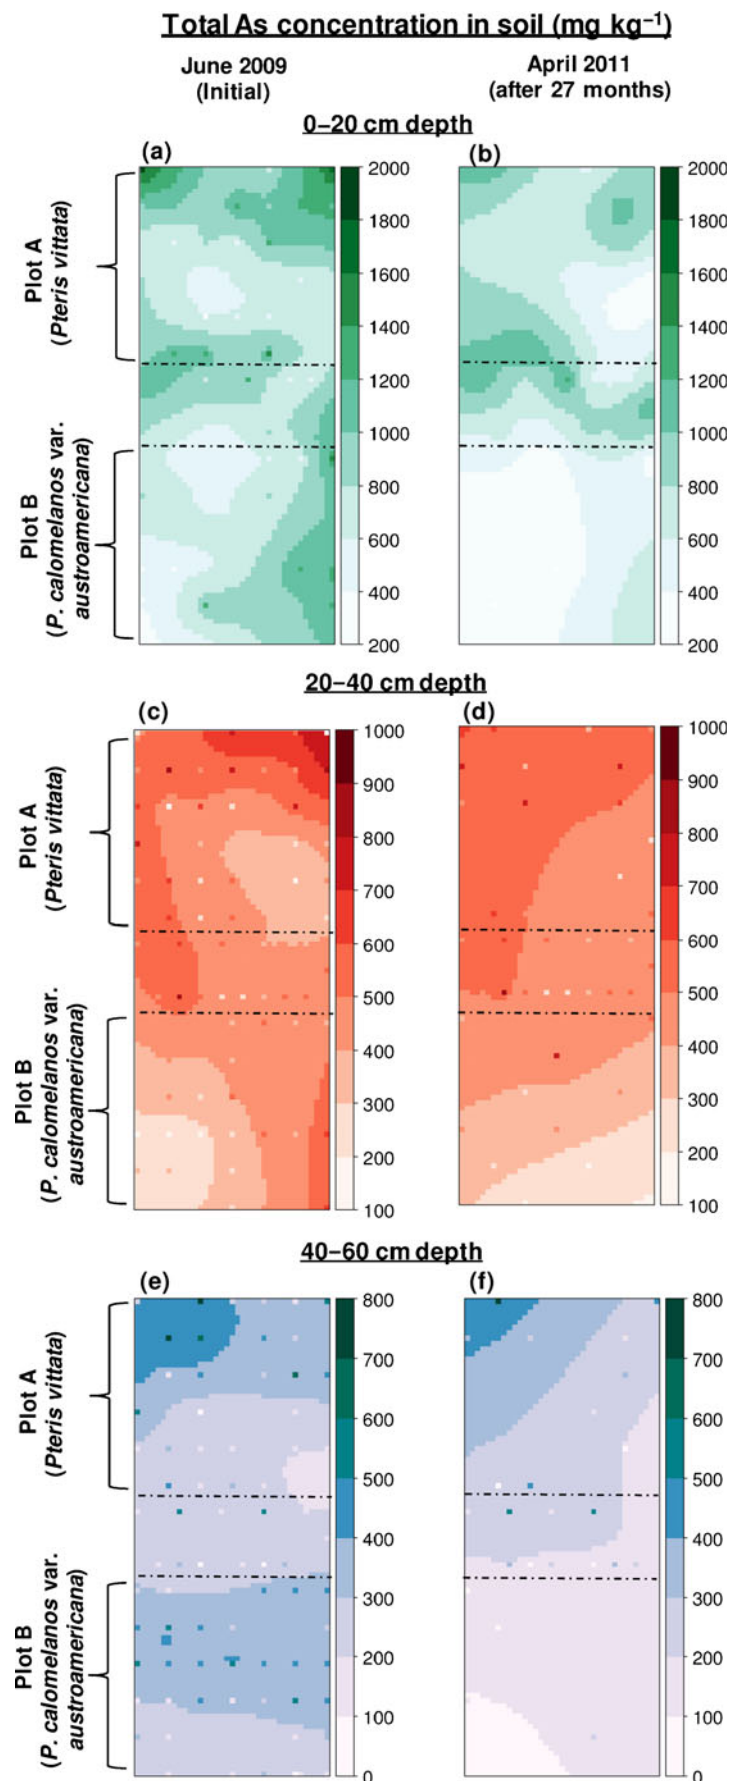 Total As concentration in soil (mg kg⁻¹)
June 2009
(Initial)
April 2011
(after 27 months)
0–20 cm depth
(a)
(b)
Plot A
(Pteris vittata)
Plot B
(P. calomelanos var.
austroamericana)
2000
1800
1600
1400
1200
1000
800
600
400
200
2000
1800
1600
1400
1200
1000
800
600
400
200
20–40 cm depth
(c)
(d)
Plot A
(Pteris vittata)
Plot B
(P. calomelanos var.
austroamericana)
1000
900
800
700
600
500
400
300
200
100
1000
900
800
700
600
500
400
300
200
100
40–60 cm depth
(e)
(f)
Plot A
(Pteris vittata)
Plot B
(P. calomelanos var.
austroamericana)
800
700
600
500
400
300
200
100
0
800
700
600
500
400
300
200
100
0